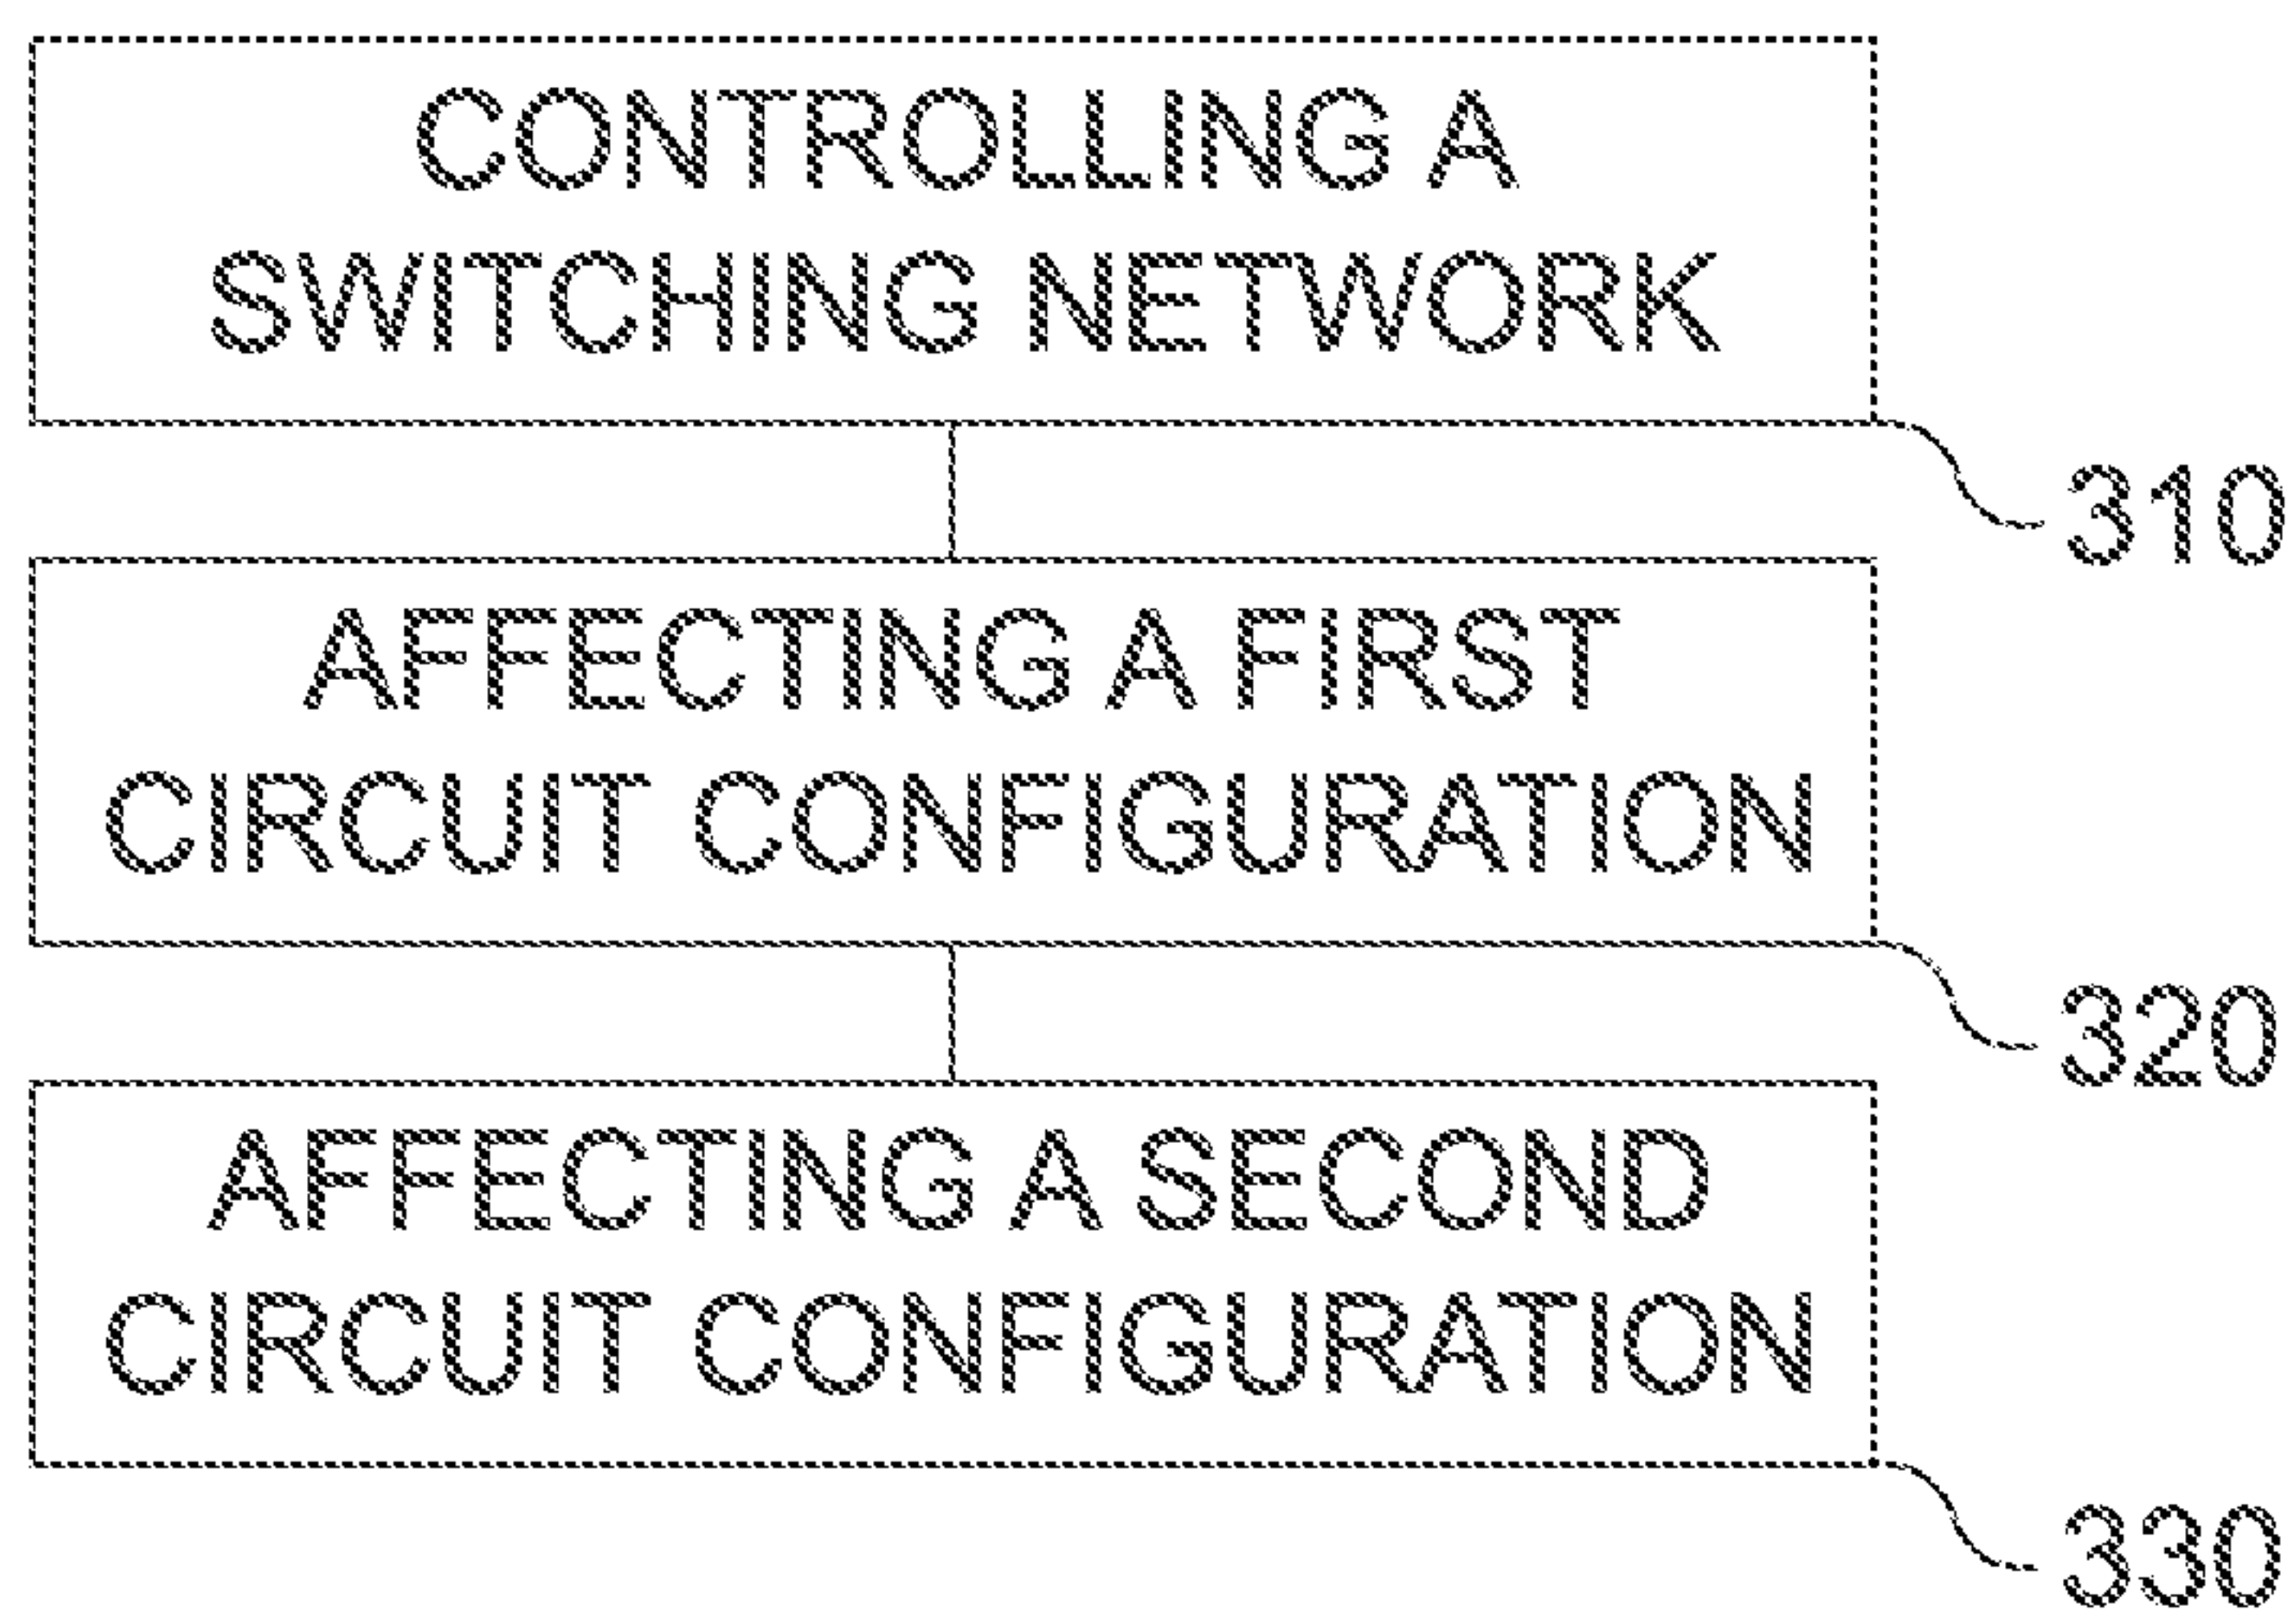 CONTROLLING A
SWITCHING NETWORK
310
AFFECTING A FIRST
CIRCUIT CONFIGURATION
320
AFFECTING A SECOND
CIRCUIT CONFIGURATION
330